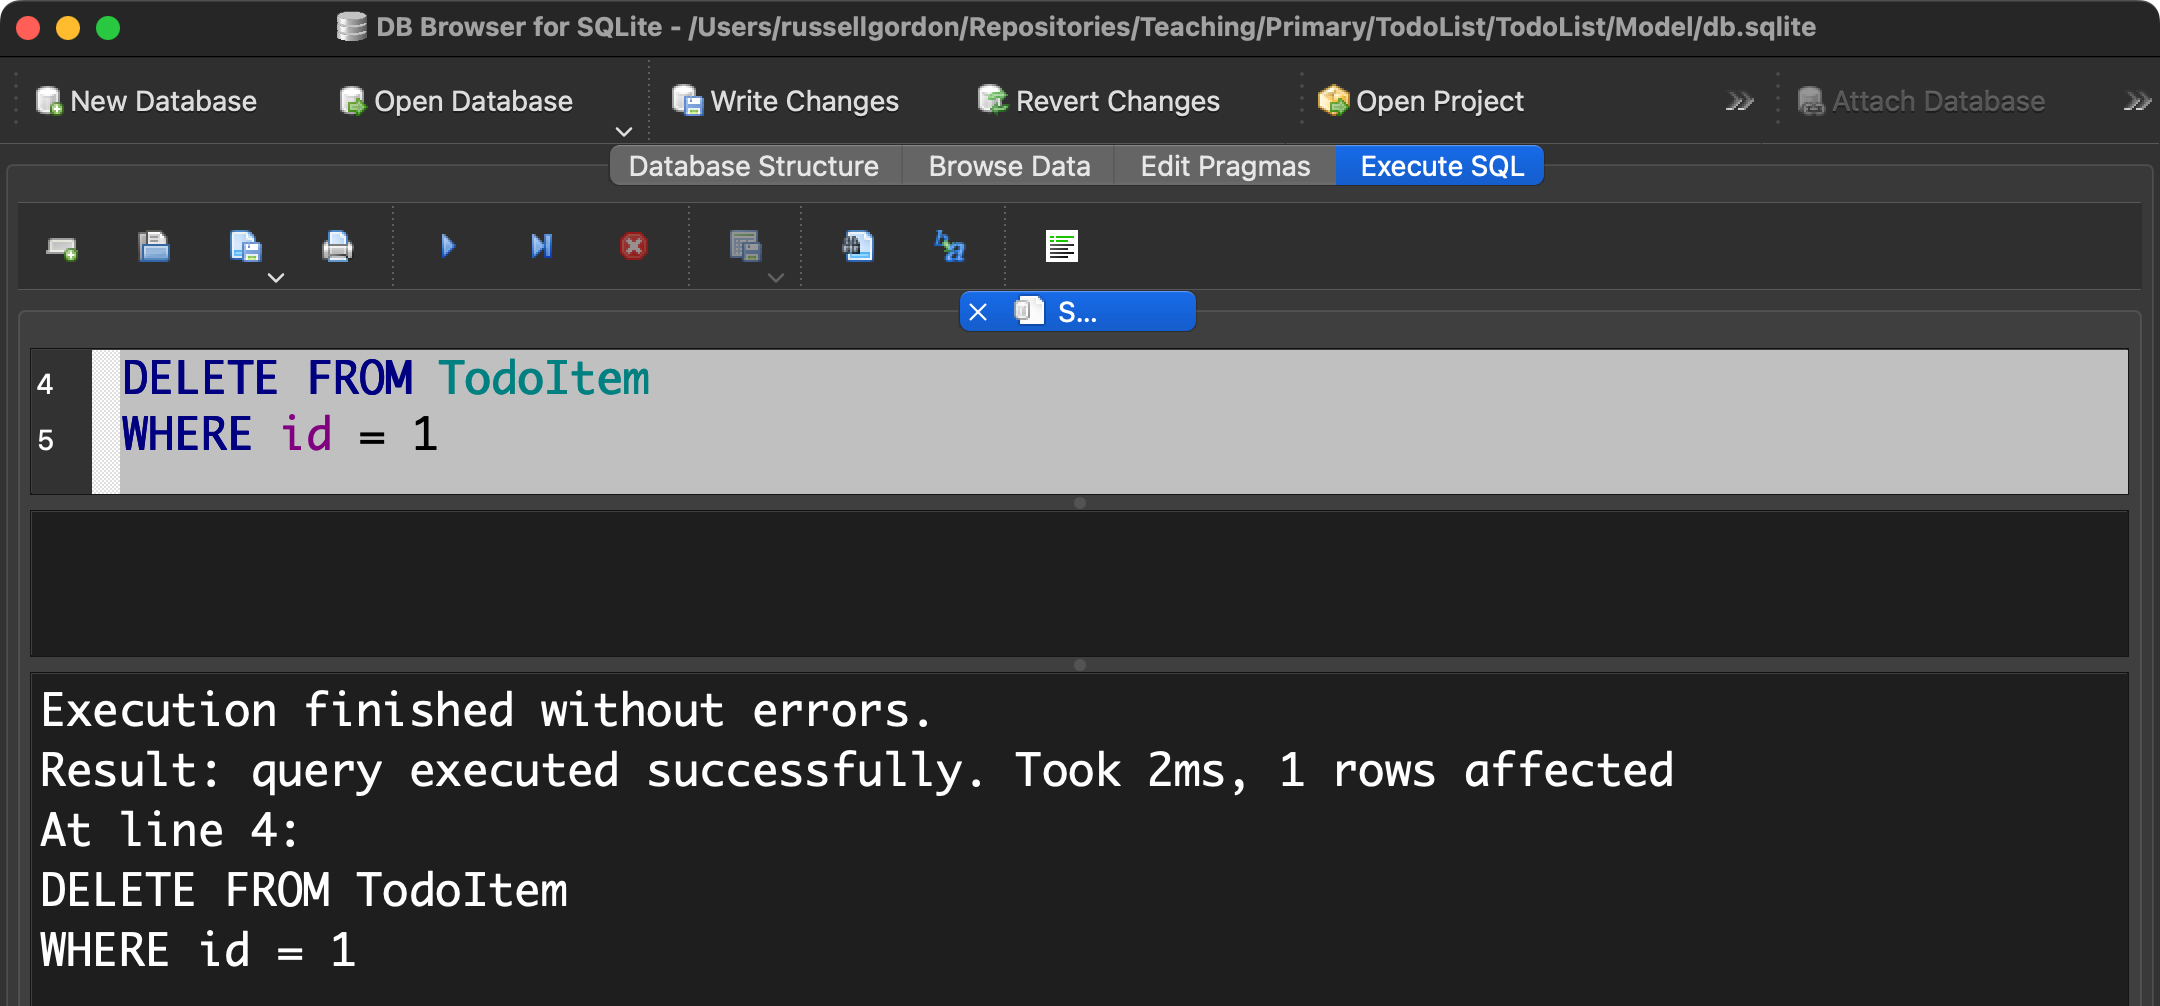 DB Browser for SQLite - /Users/russellgordon/Repositories/Teaching/Primary/TodoList/TodoList/Model/db.sqlite
New Database Open Database Write Changes Revert Changes Open Project Attach Database
Database Structure Browse Data Edit Pragmas Execute SQL
S...
4 DELETE FROM TodoItem
5 WHERE id = 1
Execution finished without errors.
Result: query executed successfully. Took 2ms, 1 rows affected
At line 4:
DELETE FROM TodoItem
WHERE id = 1